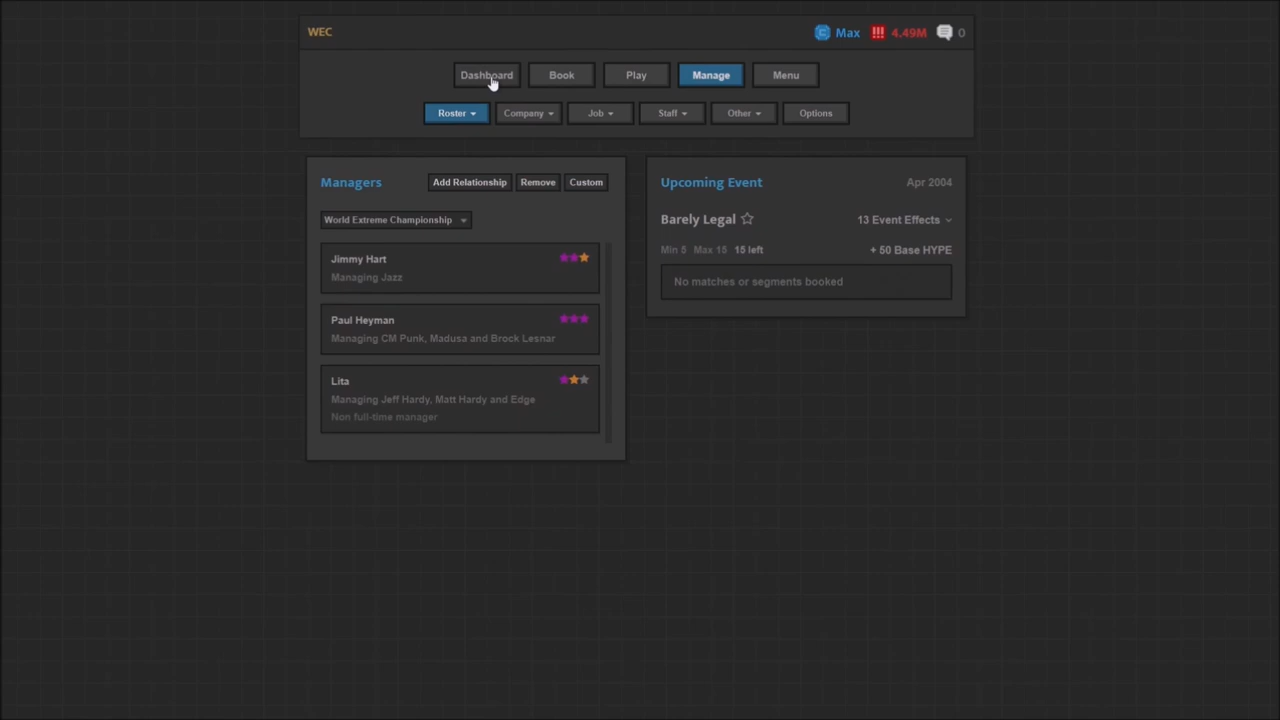 WEC
Max 4.49M 0
Dashboard Book Play Manage Menu
Roster Company Job Staff Other Options
Managers Add Relationship Remove Custom
World Extreme Championship
Jimmy Hart
Managing Jazz
Paul Heyman
Managing CM Punk, Madusa and Brock Lesnar
Lita
Managing Jeff Hardy, Matt Hardy and Edge
Non full-time manager
Upcoming Event Apr 2004
Barely Legal 13 Event Effects
Min 5 Max 15 15 left + 50 Base HYPE
No matches or segments booked